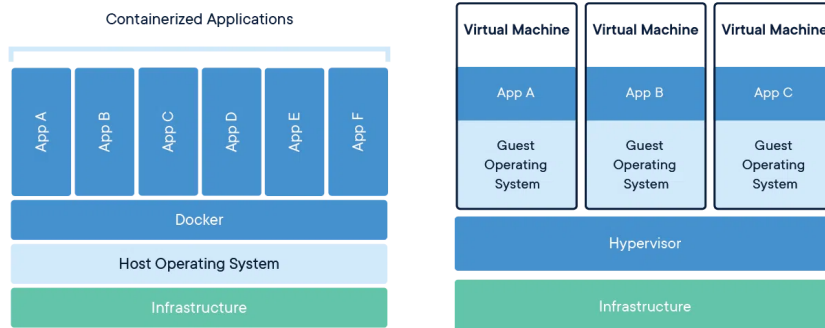 Containerized Applications
App A
App B
App C
App D
App E
App F
Docker
Host Operating System
Infrastructure
Virtual Machine
App A
Guest
Operating
System
Virtual Machine
App B
Guest
Operating
System
Virtual Machine
App C
Guest
Operating
System
Hypervisor
Infrastructure